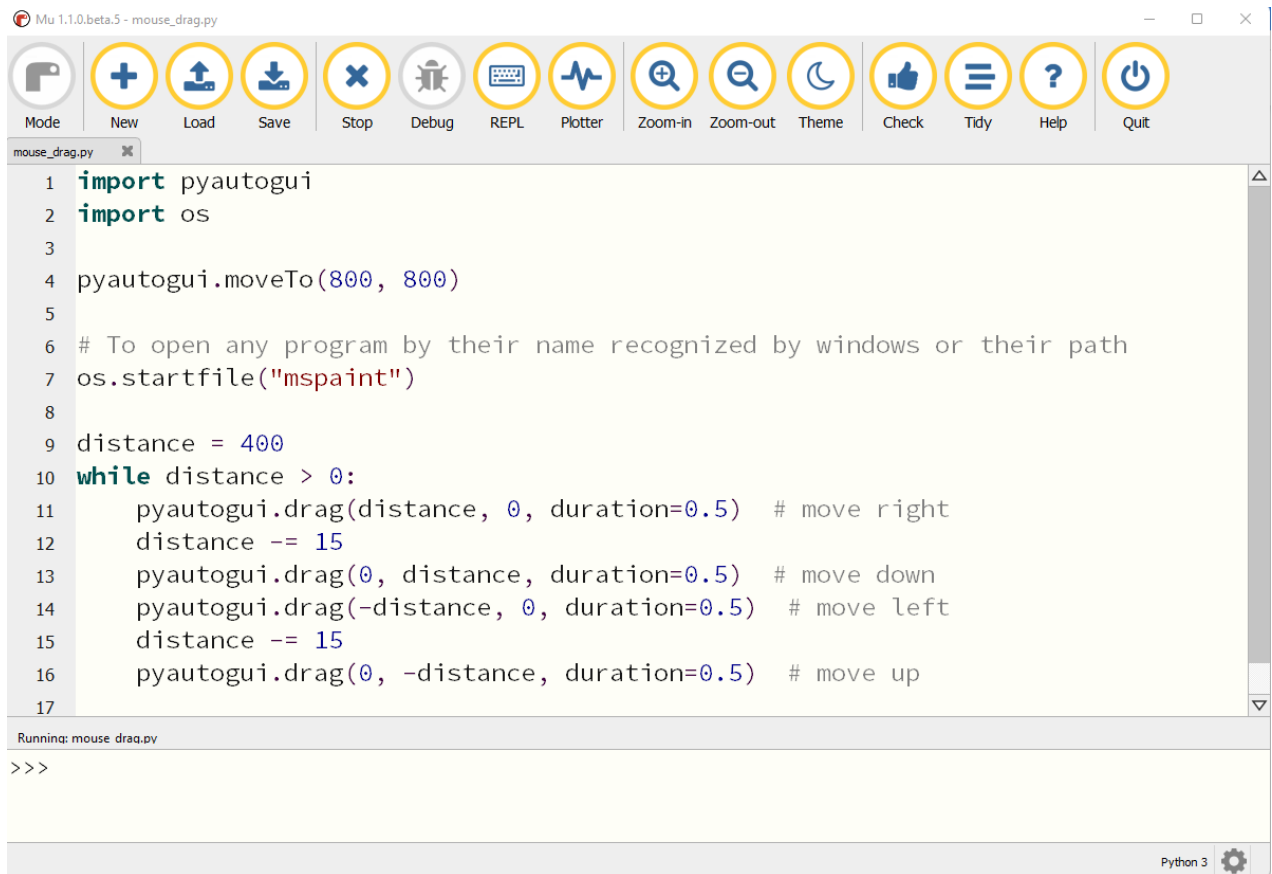 Mu 1.1.0.beta.5 - mouse_drag.py
Mode New Load Save Stop Debug REPL Plotter Zoom-in Zoom-out Theme Check Tidy Help Quit
mouse_drag.py
1 import pyautogui
2 import os
3
4 pyautogui.moveTo(800, 800)
5
6 # To open any program by their name recognized by windows or their path
7 os.startfile("mspaint")
8
9 distance = 400
10 while distance > 0:
11     pyautogui.drag(distance, 0, duration=0.5)  # move right
12     distance -= 15
13     pyautogui.drag(0, distance, duration=0.5)  # move down
14     pyautogui.drag(-distance, 0, duration=0.5)  # move left
15     distance -= 15
16     pyautogui.drag(0, -distance, duration=0.5)  # move up
17
Running: mouse_drag.py
>>>
Python 3